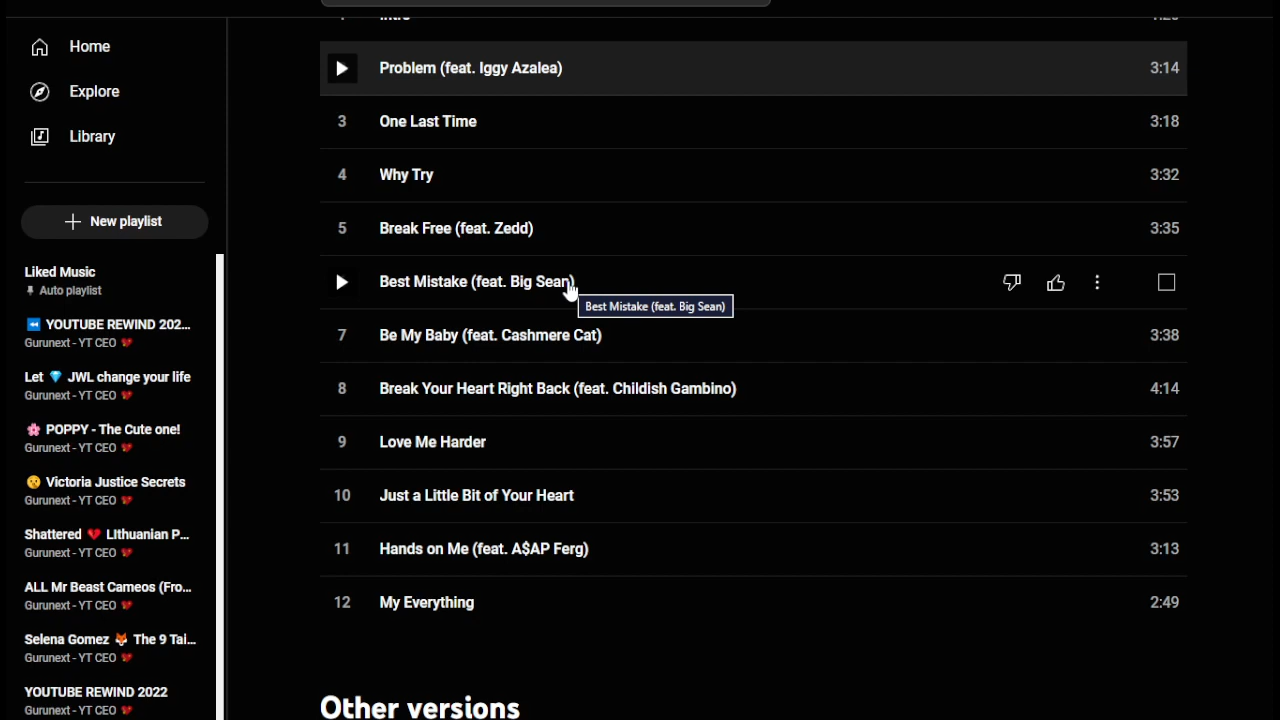 Home
Explore
Library
New playlist
Liked Music
Auto playlist
YOUTUBE REWIND 202...
Gurunext - YT CEO
Let 💎 JWL change your life
Gurunext - YT CEO
🌸 POPPY - The Cute one!
Gurunext - YT CEO
Victoria Justice Secrets
Gurunext - YT CEO
Shattered 💔 LIthuanian P...
Gurunext - YT CEO
ALL Mr Beast Cameos (Fro...
Gurunext - YT CEO
Selena Gomez 🦊 The 9 Tai...
Gurunext - YT CEO
YOUTUBE REWIND 2022
Gurunext - YT CEO
Problem (feat. Iggy Azalea) 3:14
3 One Last Time 3:18
4 Why Try 3:32
5 Break Free (feat. Zedd) 3:35
Best Mistake (feat. Big Sean)
Best Mistake (feat. Big Sean)
7 Be My Baby (feat. Cashmere Cat) 3:38
8 Break Your Heart Right Back (feat. Childish Gambino) 4:14
9 Love Me Harder 3:57
10 Just a Little Bit of Your Heart 3:53
11 Hands on Me (feat. A$AP Ferg) 3:13
12 My Everything 2:49
Other versions